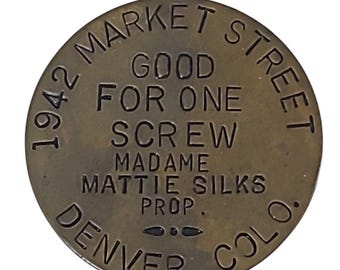 1942 MARKET STREET
GOOD
FOR ONE
SCREW
MADAME
MATTIE SILKS
PROP.
DENVER, COLO.